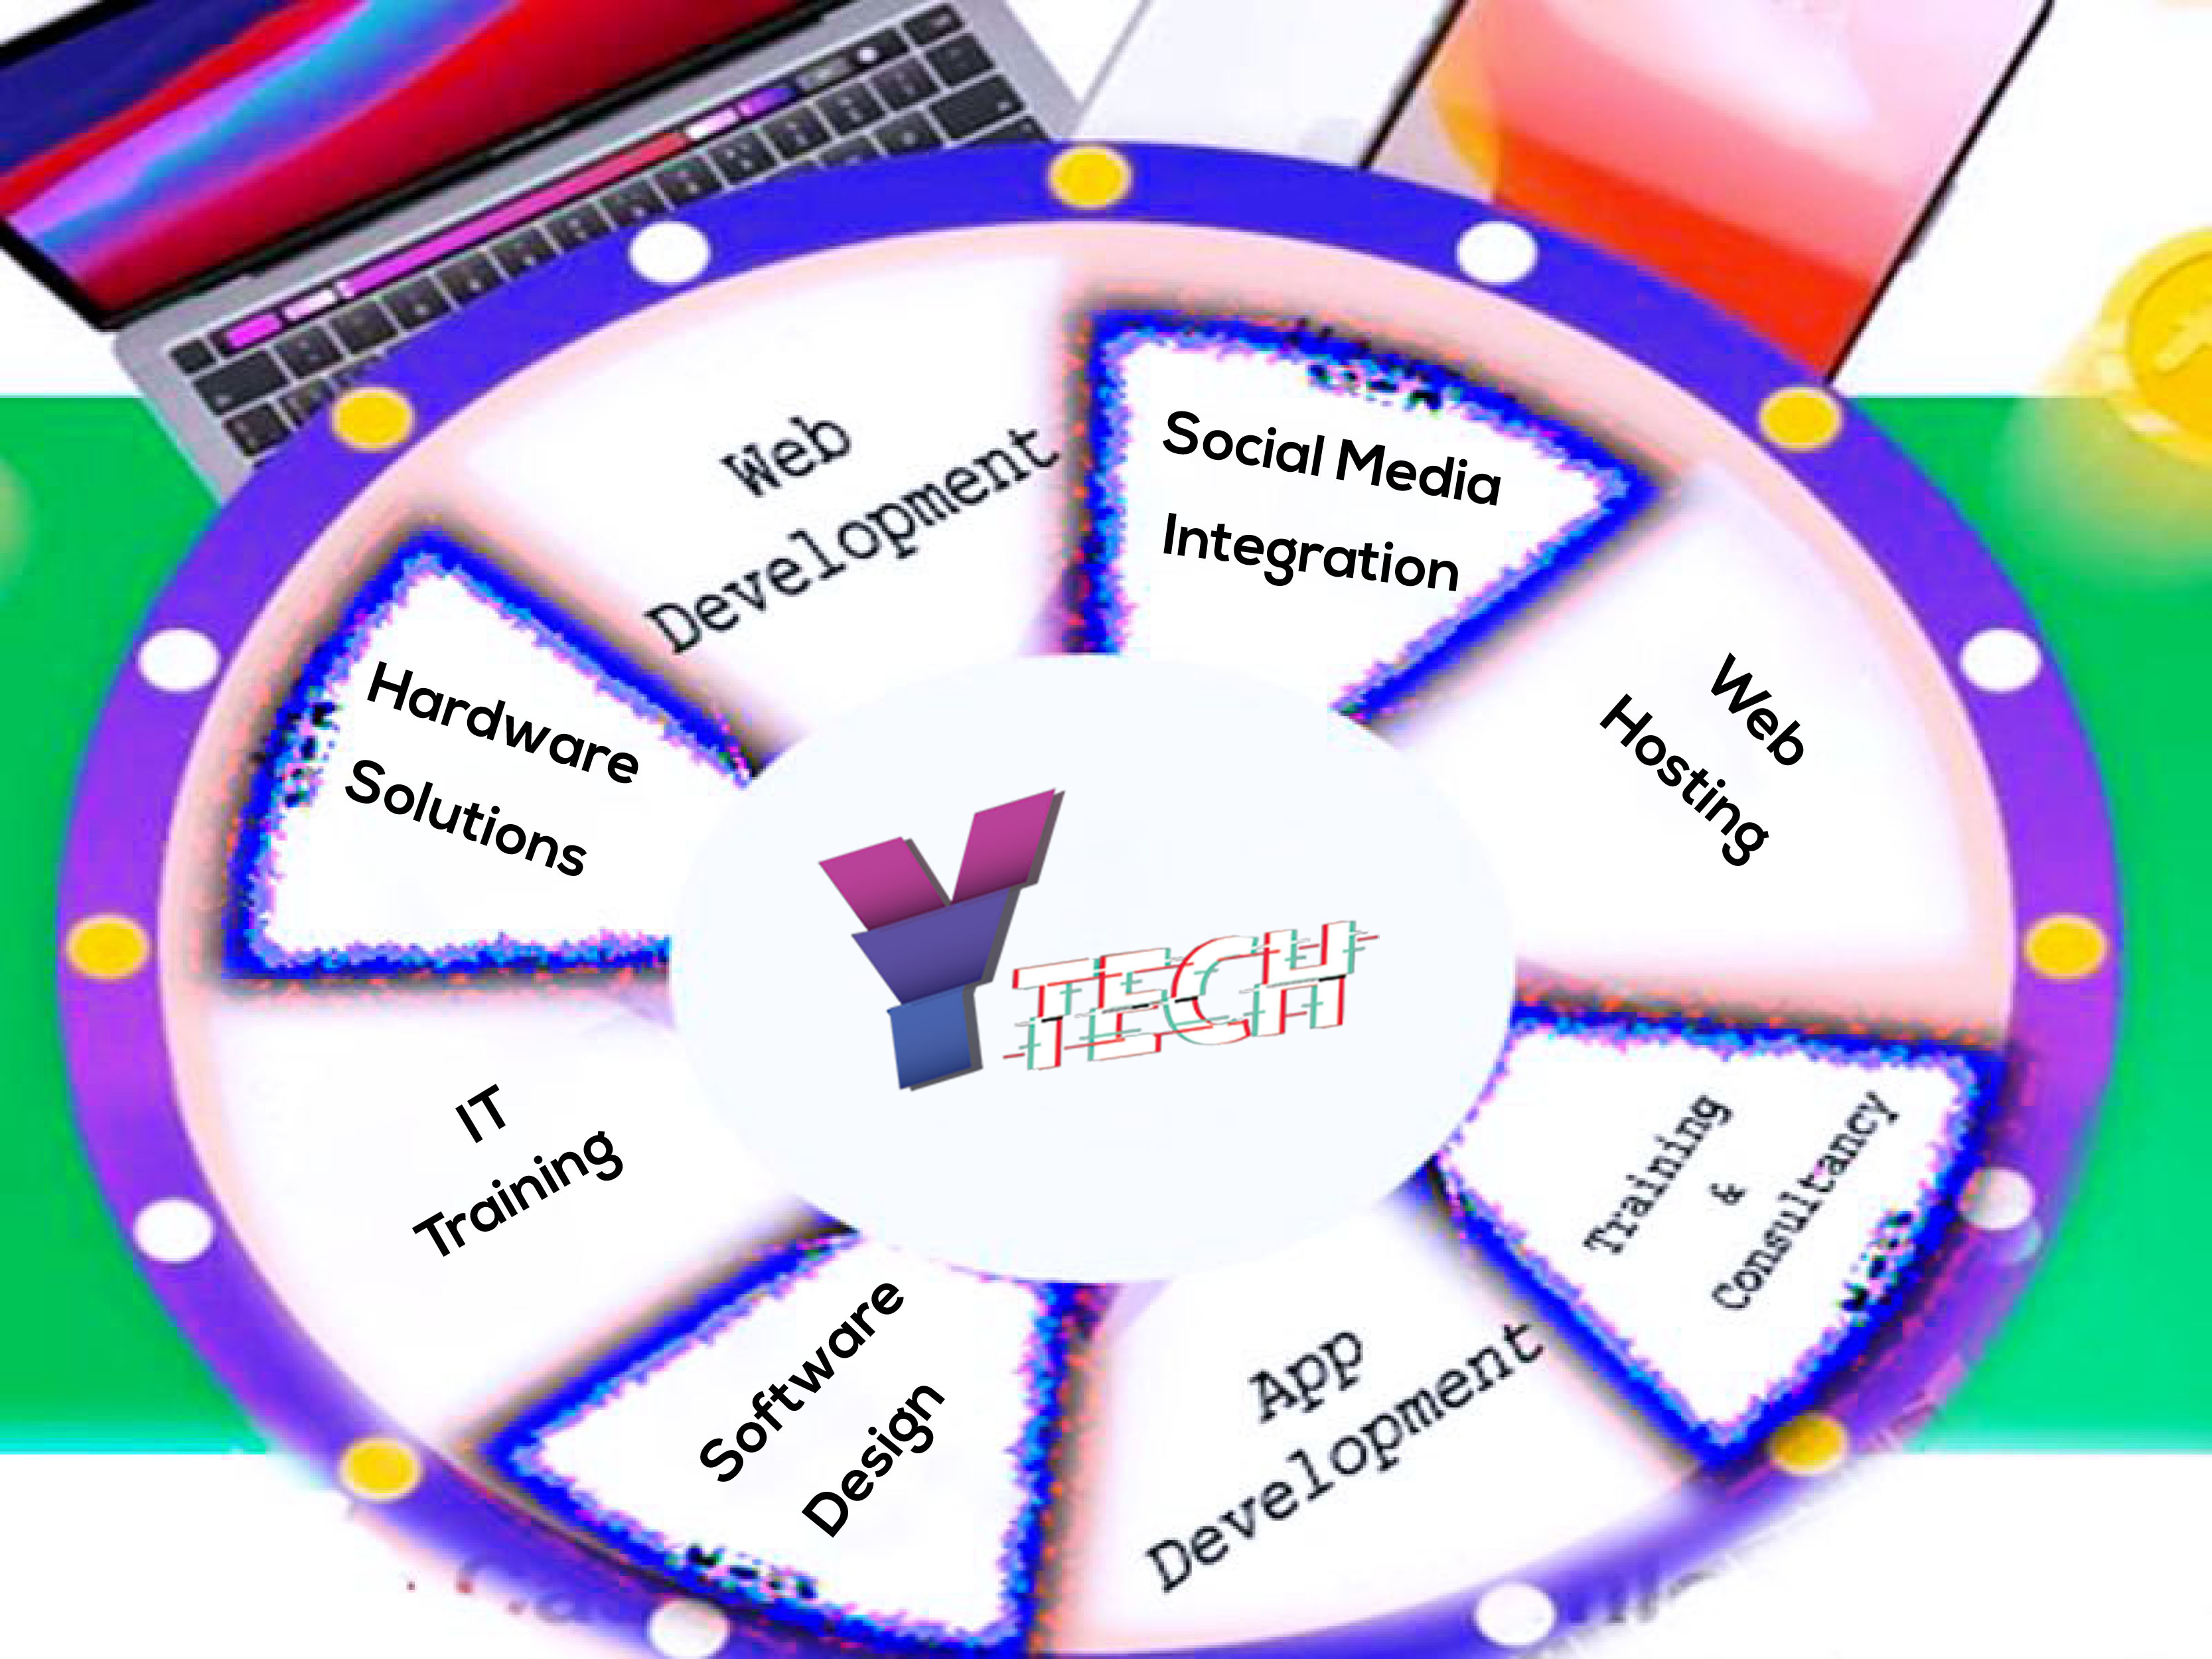 Web
Development
Social Media
Integration
Web
Hosting
Training
&
Consultancy
App
Development
Software
Design
IT
Training
Hardware
Solutions
Y TECH